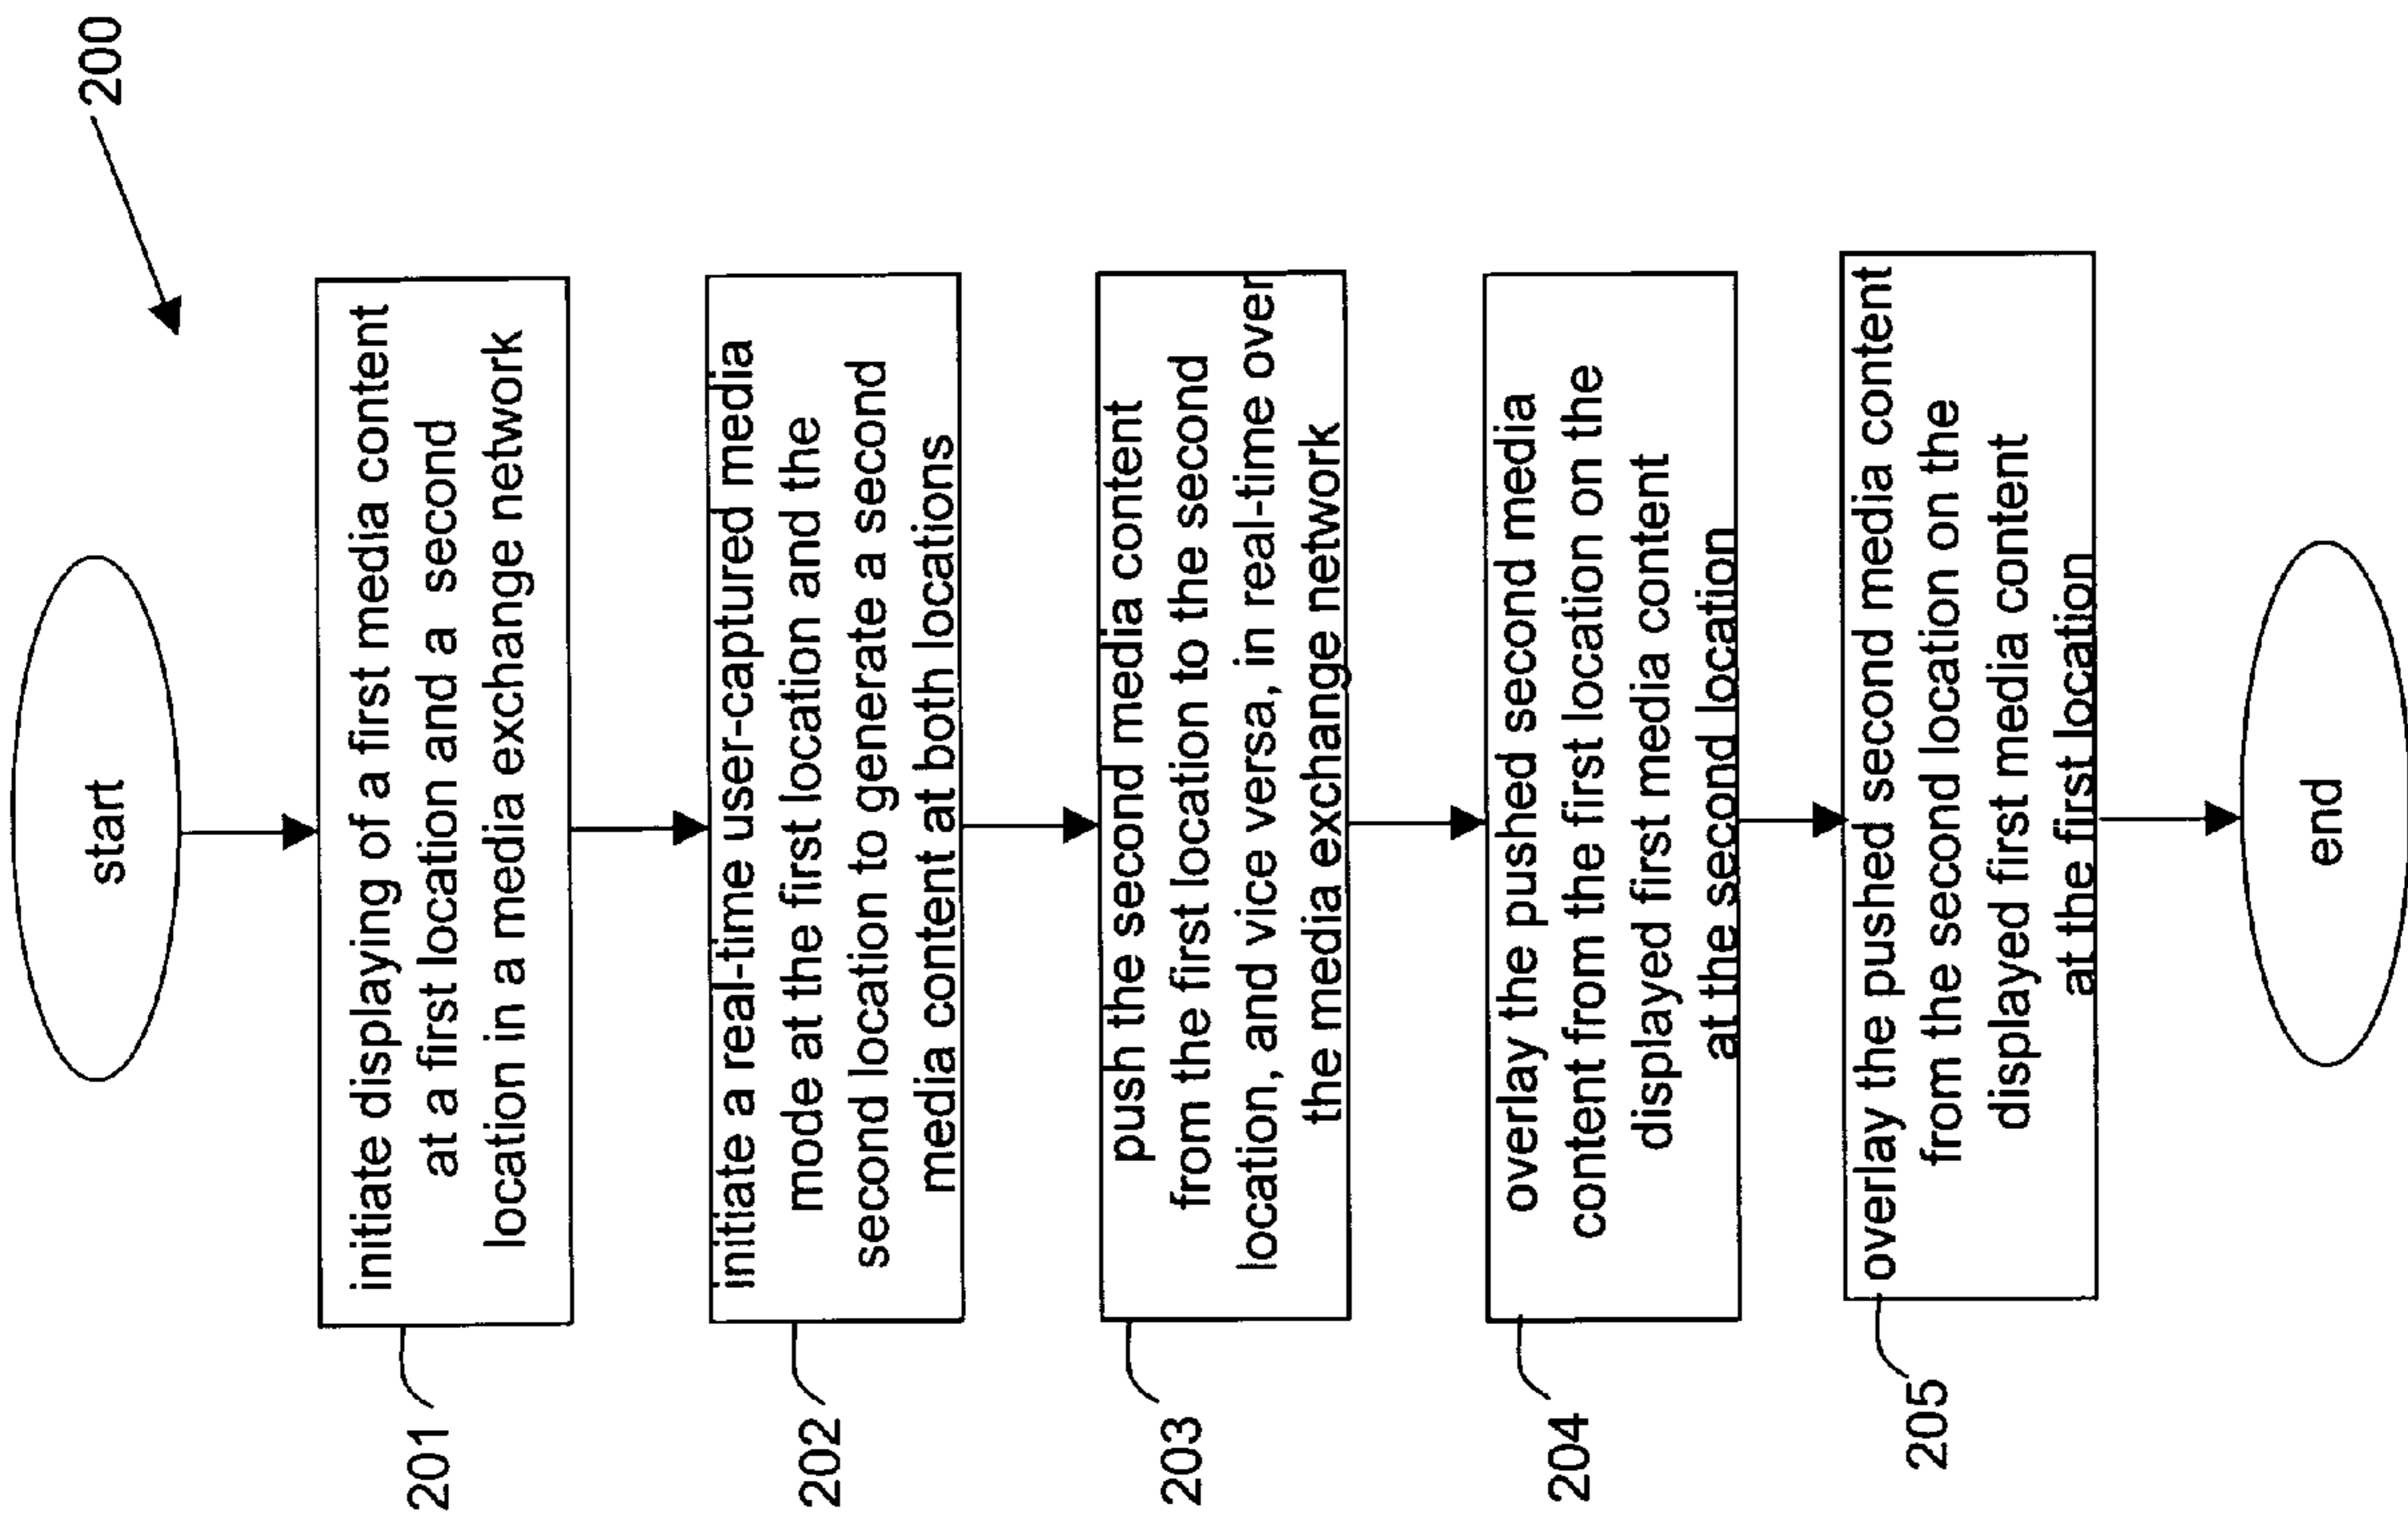 200
start
201
initiate displaying of a first media content
at a first location and a second
location in a media exchange network
202
initiate a real-time user-captured media
mode at the first location and the
second location to generate a second
media content at both locations
203
push the second media content
from the first location to the second
location, and vice versa, in real-time over
the media exchange network
204
overlay the pushed second media
content from the first location on the
displayed first media content
at the second location
205
overlay the pushed second media content
from the second location on the
displayed first media content
at the first location
end